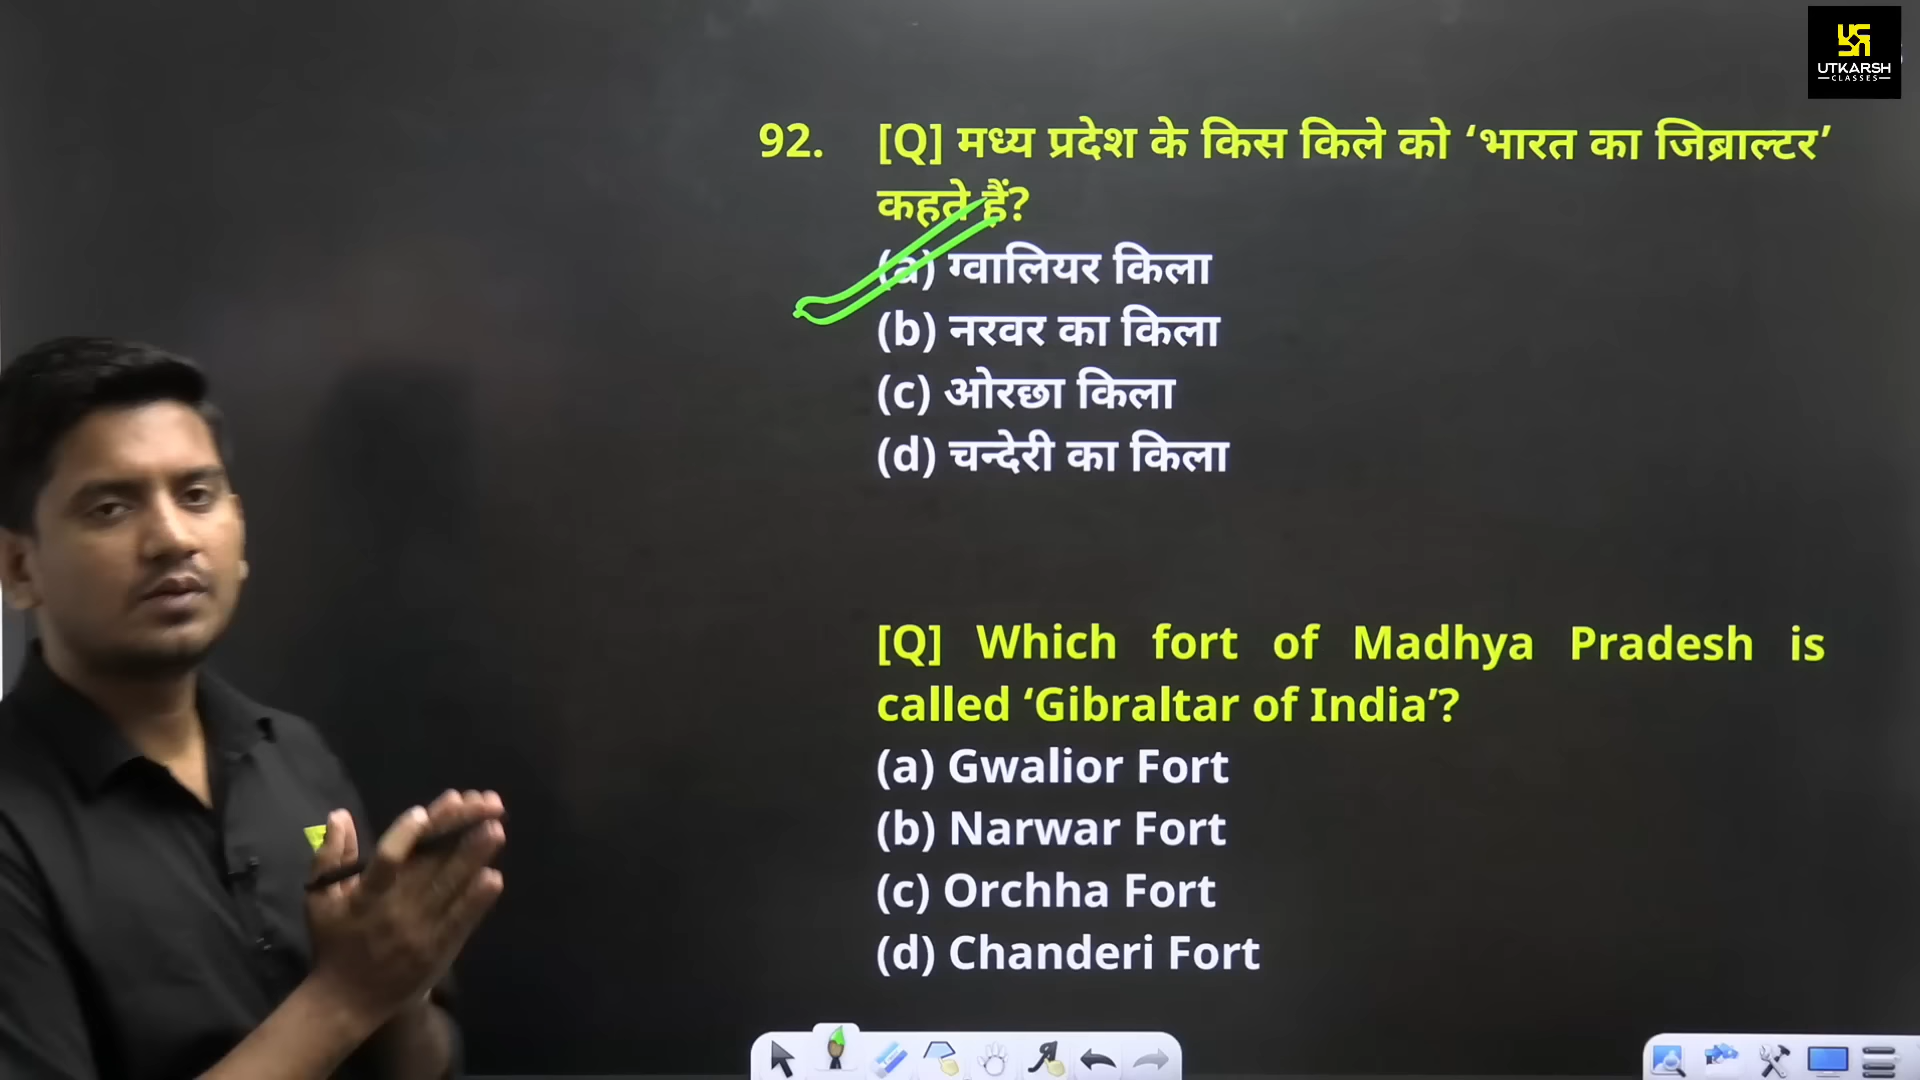 UTKARSH
CLASSES
92. [Q] मध्य प्रदेश के किस किले को ‘भारत का जिब्राल्टर’
कहते हैं?
(a) ग्वालियर किला
(b) नरवर का किला
(c) ओरछा किला
(d) चन्देरी का किला
[Q] Which fort of Madhya Pradesh is
called ‘Gibraltar of India’?
(a) Gwalior Fort
(b) Narwar Fort
(c) Orchha Fort
(d) Chanderi Fort